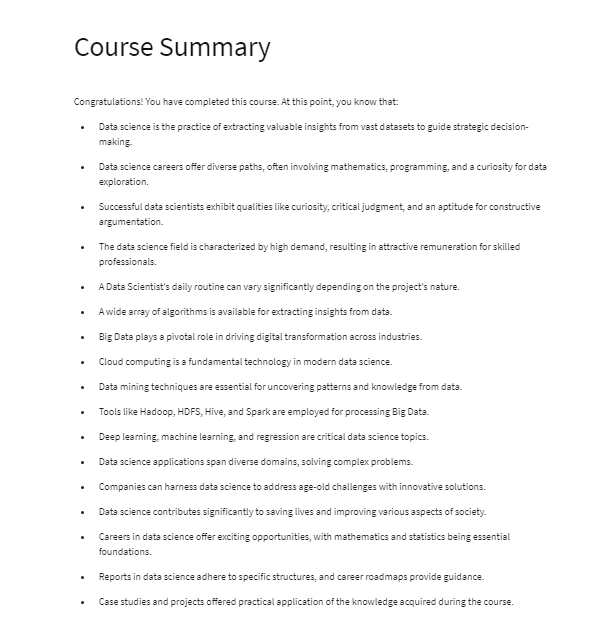 Course Summary
Congratulations! You have completed this course. At this point, you know that:
• Data science is the practice of extracting valuable insights from vast datasets to guide strategic decision-
making.
• Data science careers offer diverse paths, often involving mathematics, programming, and a curiosity for data
exploration.
• Successful data scientists exhibit qualities like curiosity, critical judgment, and an aptitude for constructive
argumentation.
• The data science field is characterized by high demand, resulting in attractive remuneration for skilled
professionals.
• A Data Scientist's daily routine can vary significantly depending on the project's nature.
• A wide array of algorithms is available for extracting insights from data.
• Big Data plays a pivotal role in driving digital transformation across industries.
• Cloud computing is a fundamental technology in modern data science.
• Data mining techniques are essential for uncovering patterns and knowledge from data.
• Tools like Hadoop, HDFS, Hive, and Spark are employed for processing Big Data.
• Deep learning, machine learning, and regression are critical data science topics.
• Data science applications span diverse domains, solving complex problems.
• Companies can harness data science to address age-old challenges with innovative solutions.
• Data science contributes significantly to saving lives and improving various aspects of society.
• Careers in data science offer exciting opportunities, with mathematics and statistics being essential
foundations.
• Reports in data science adhere to specific structures, and career roadmaps provide guidance.
• Case studies and projects offered practical application of the knowledge acquired during the course.